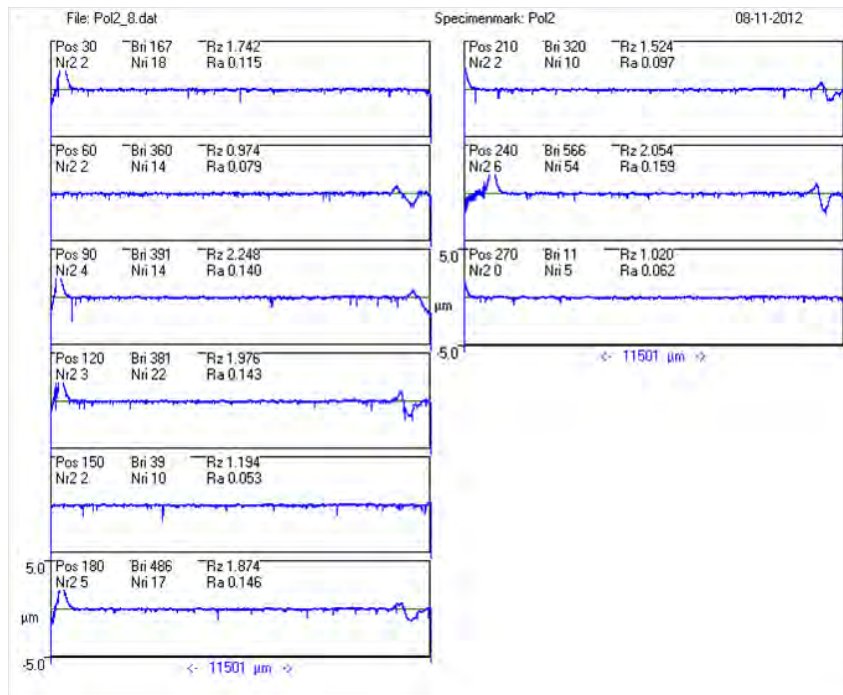 File: Pol2_8.dat Specimenmark: Pol2 08-11-2012
Pos 30 Bri 167 Rz 1.742
Nr2 2 Nri 18 Ra 0.115
Pos 60 Bri 360 Rz 0.974
Nr2 2 Nri 14 Ra 0.079
Pos 90 Bri 391 Rz 2.248
Nr2 4 Nri 14 Ra 0.140
Pos 120 Bri 381 Rz 1.976
Nr2 3 Nri 22 Ra 0.143
Pos 150 Bri 39 Rz 1.194
Nr2 2 Nri 10 Ra 0.053
5.0 Pos 180 Bri 486 Rz 1.874
Nr2 5 Nri 17 Ra 0.146
µm
-5.0
<- 11501 µm ->
Pos 210 Bri 320 Rz 1.524
Nr2 2 Nri 10 Ra 0.097
Pos 240 Bri 566 Rz 2.054
Nr2 6 Nri 54 Ra 0.159
5.0 Pos 270 Bri 11 Rz 1.020
Nr2 0 Nri 5 Ra 0.062
µm
-5.0
<- 11501 µm ->